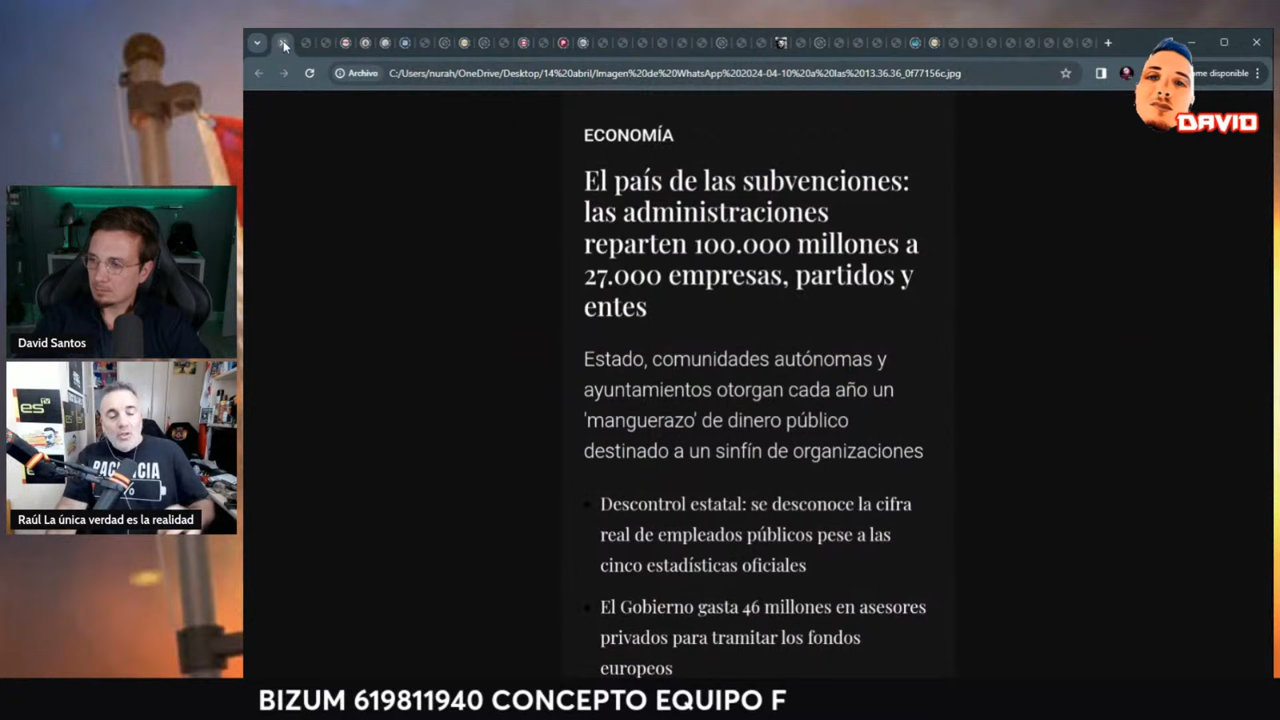 Archivo
C:/Users/nurah/OneDrive/Desktop/14%20abril/Imagen%20de%20WhatsApp%202024-04-10%20a%20las%2013.36.36_0f77156c.jpg
ome disponible
DAVID
ECONOMÍA
El país de las subvenciones:
las administraciones
reparten 100.000 millones a
27.000 empresas, partidos y
entes
Estado, comunidades autónomas y
ayuntamientos otorgan cada año un
'manguerazo' de dinero público
destinado a un sinfín de organizaciones
Descontrol estatal: se desconoce la cifra
real de empleados públicos pese a las
cinco estadísticas oficiales
El Gobierno gasta 46 millones en asesores
privados para tramitar los fondos
europeos
David Santos
es
PACIENCIA
Raúl La única verdad es la realidad
BIZUM 619811940 CONCEPTO EQUIPO F